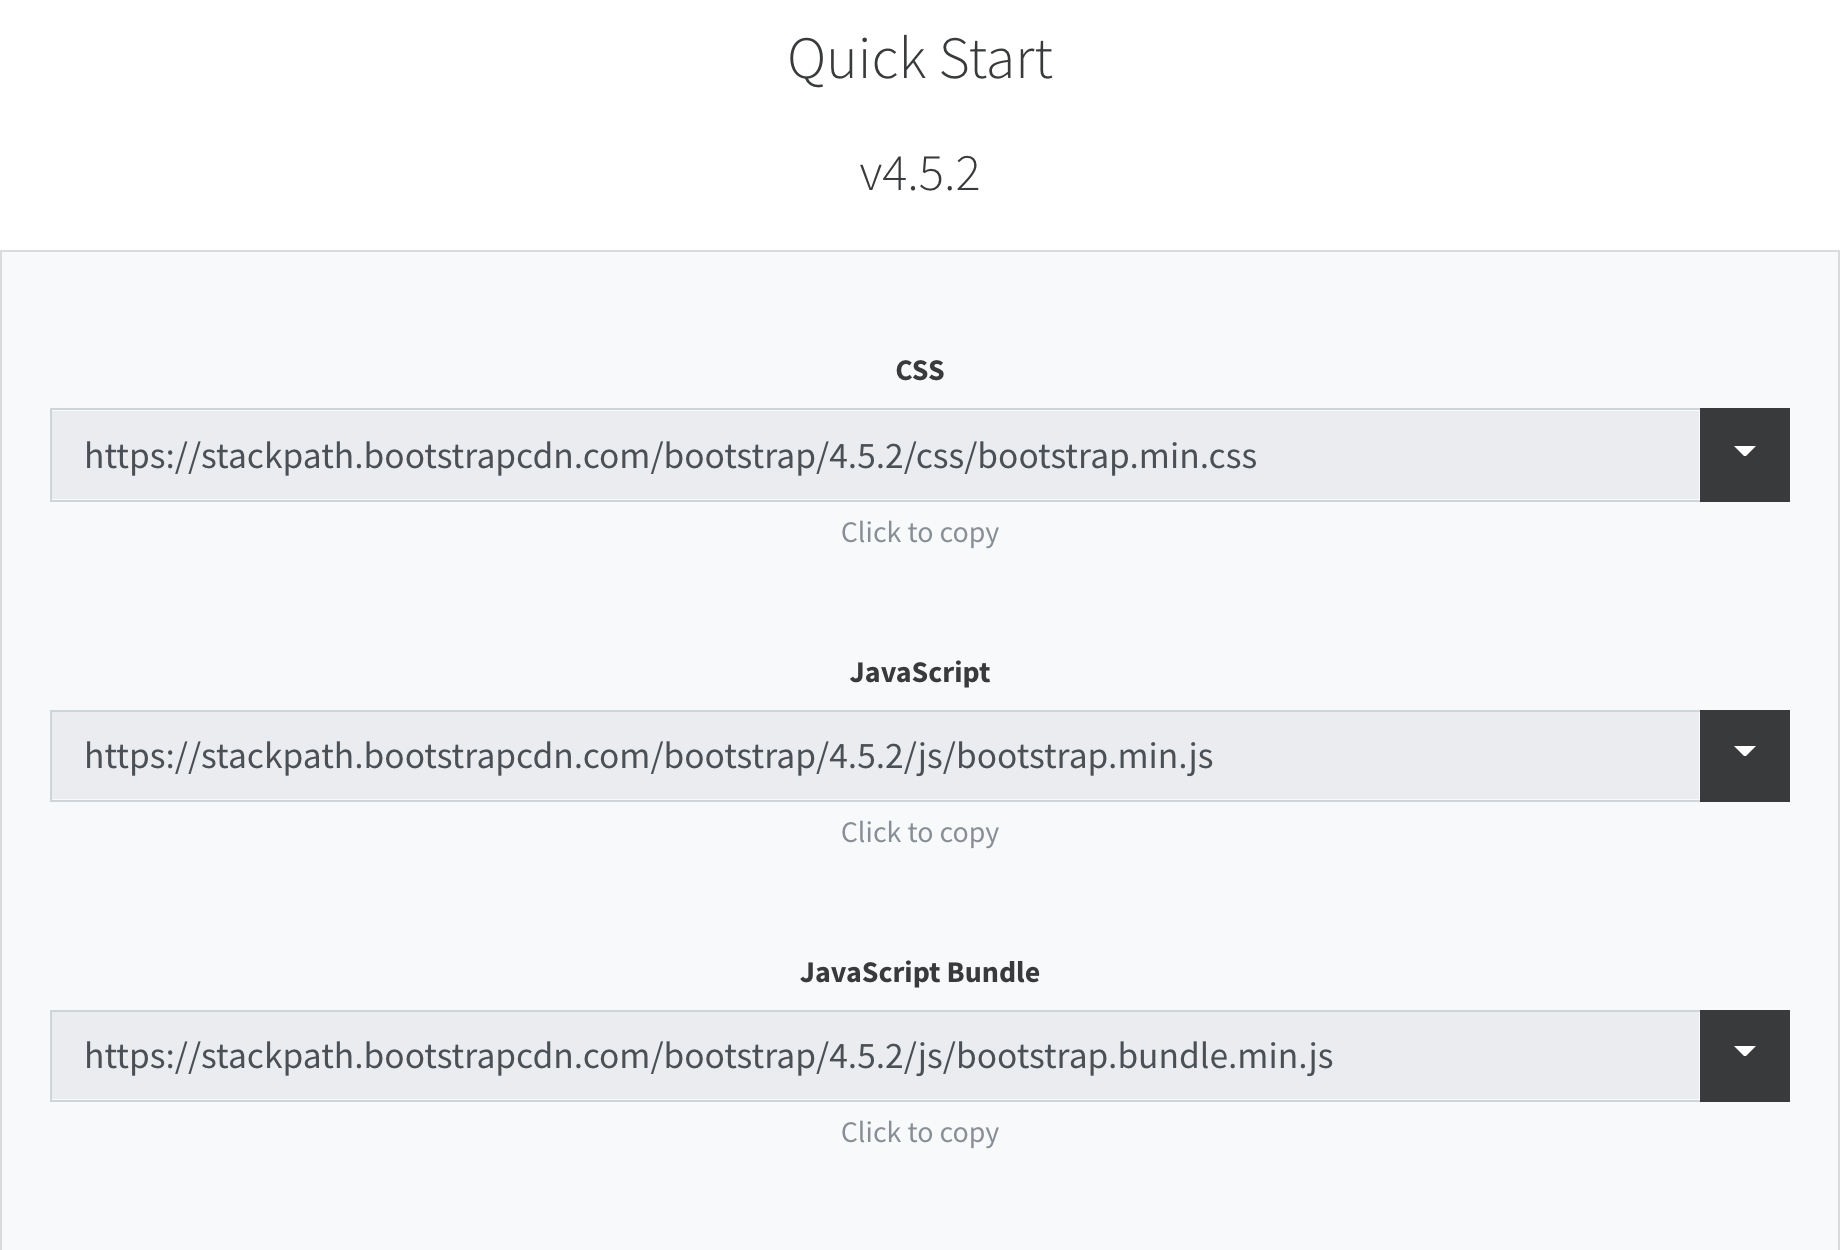 Quick Start
v4.5.2
CSS
https://stackpath.bootstrapcdn.com/bootstrap/4.5.2/css/bootstrap.min.css
Click to copy
JavaScript
https://stackpath.bootstrapcdn.com/bootstrap/4.5.2/js/bootstrap.min.js
Click to copy
JavaScript Bundle
https://stackpath.bootstrapcdn.com/bootstrap/4.5.2/js/bootstrap.bundle.min.js
Click to copy